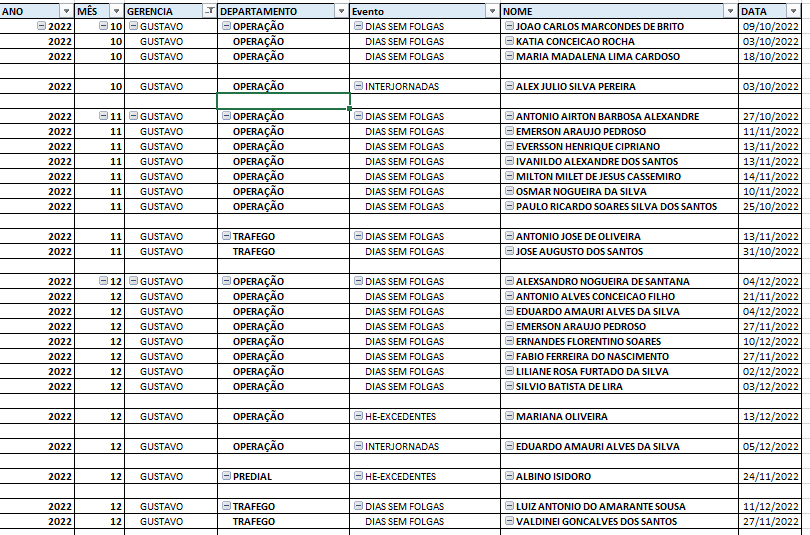 ANO MÊS GERENCIA DEPARTAMENTO Evento NOME DATA
2022 10 GUSTAVO OPERAÇÃO DIAS SEM FOLGAS JOAO CARLOS MARCONDES DE BRITO 09/10/2022
2022 10 GUSTAVO OPERAÇÃO DIAS SEM FOLGAS KATIA CONCEICAO ROCHA 03/10/2022
2022 10 GUSTAVO OPERAÇÃO DIAS SEM FOLGAS MARIA MADALENA LIMA CARDOSO 18/10/2022
2022 10 GUSTAVO OPERAÇÃO INTERJORNADAS ALEX JULIO SILVA PEREIRA 03/10/2022
2022 11 GUSTAVO OPERAÇÃO DIAS SEM FOLGAS ANTONIO AIRTON BARBOSA ALEXANDRE 27/10/2022
2022 11 GUSTAVO OPERAÇÃO DIAS SEM FOLGAS EMERSON ARAUJO PEDROSO 11/11/2022
2022 11 GUSTAVO OPERAÇÃO DIAS SEM FOLGAS EVERSSON HENRIQUE CIPRIANO 13/11/2022
2022 11 GUSTAVO OPERAÇÃO DIAS SEM FOLGAS IVANILDO ALEXANDRE DOS SANTOS 13/11/2022
2022 11 GUSTAVO OPERAÇÃO DIAS SEM FOLGAS MILTON MILET DE JESUS CASSEMIRO 14/11/2022
2022 11 GUSTAVO OPERAÇÃO DIAS SEM FOLGAS OSMAR NOGUEIRA DA SILVA 10/11/2022
2022 11 GUSTAVO OPERAÇÃO DIAS SEM FOLGAS PAULO RICARDO SOARES SILVA DOS SANTOS 25/10/2022
2022 11 GUSTAVO TRAFEGO DIAS SEM FOLGAS ANTONIO JOSE DE OLIVEIRA 13/11/2022
2022 11 GUSTAVO TRAFEGO DIAS SEM FOLGAS JOSE AUGUSTO DOS SANTOS 31/10/2022
2022 12 GUSTAVO OPERAÇÃO DIAS SEM FOLGAS ALEXSANDRO NOGUEIRA DE SANTANA 04/12/2022
2022 12 GUSTAVO OPERAÇÃO DIAS SEM FOLGAS ANTONIO ALVES CONCEICAO FILHO 21/11/2022
2022 12 GUSTAVO OPERAÇÃO DIAS SEM FOLGAS EDUARDO AMAURI ALVES DA SILVA 04/12/2022
2022 12 GUSTAVO OPERAÇÃO DIAS SEM FOLGAS EMERSON ARAUJO PEDROSO 27/11/2022
2022 12 GUSTAVO OPERAÇÃO DIAS SEM FOLGAS ERNANDES FLORENTINO SOARES 10/12/2022
2022 12 GUSTAVO OPERAÇÃO DIAS SEM FOLGAS FABIO FERREIRA DO NASCIMENTO 27/11/2022
2022 12 GUSTAVO OPERAÇÃO DIAS SEM FOLGAS LILIANE ROSA FURTADO DA SILVA 02/12/2022
2022 12 GUSTAVO OPERAÇÃO DIAS SEM FOLGAS SILVIO BATISTA DE LIRA 03/12/2022
2022 12 GUSTAVO OPERAÇÃO HE-EXCEDENTES MARIANA OLIVEIRA 13/12/2022
2022 12 GUSTAVO OPERAÇÃO INTERJORNADAS EDUARDO AMAURI ALVES DA SILVA 05/12/2022
2022 12 GUSTAVO PREDIAL HE-EXCEDENTES ALBINO ISIDORO 24/11/2022
2022 12 GUSTAVO TRAFEGO DIAS SEM FOLGAS LUIZ ANTONIO DO AMARANTE SOUSA 11/12/2022
2022 12 GUSTAVO TRAFEGO DIAS SEM FOLGAS VALDINEI GONCALVES DOS SANTOS 27/11/2022